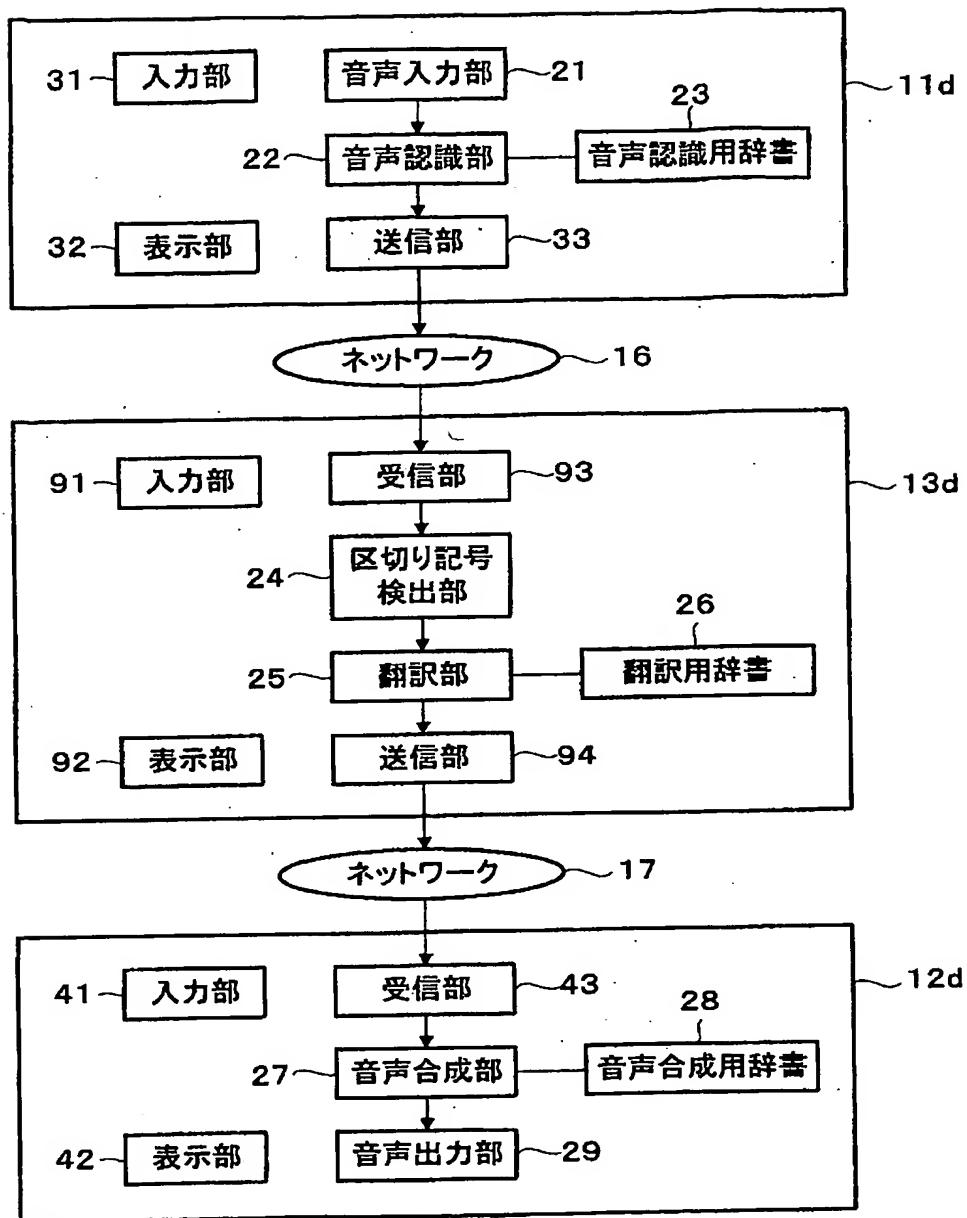 31 入力部
音声入力部 21
11d
23
22 音声認識部
音声認識用辞書
32 表示部
送信部 33
ネットワーク 16
91 入力部
受信部 93
13d
24 区切り記号
検出部
26
25 翻訳部
翻訳用辞書
92 表示部
送信部 94
ネットワーク 17
41 入力部
受信部 43
12d
28
27 音声合成部
音声合成用辞書
42 表示部
音声出力部 29